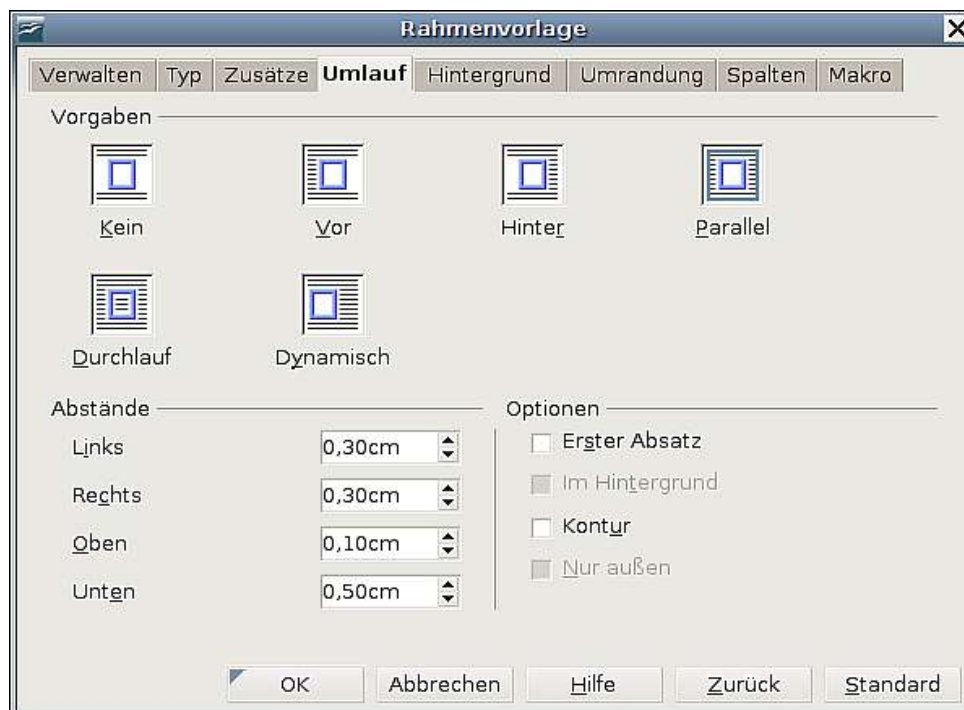 Rahmenvorlage
Verwalten Typ Zusätze Umlauf Hintergrund Umrandung Spalten Makro
Vorgaben
Kein Vor Hinter Parallel
Durchlauf Dynamisch
Abstände
Links 0,30cm
Rechts 0,30cm
Oben 0,10cm
Unten 0,50cm
Optionen
Erster Absatz
Im Hintergrund
Kontur
Nur außen
OK Abbrechen Hilfe Zurück Standard